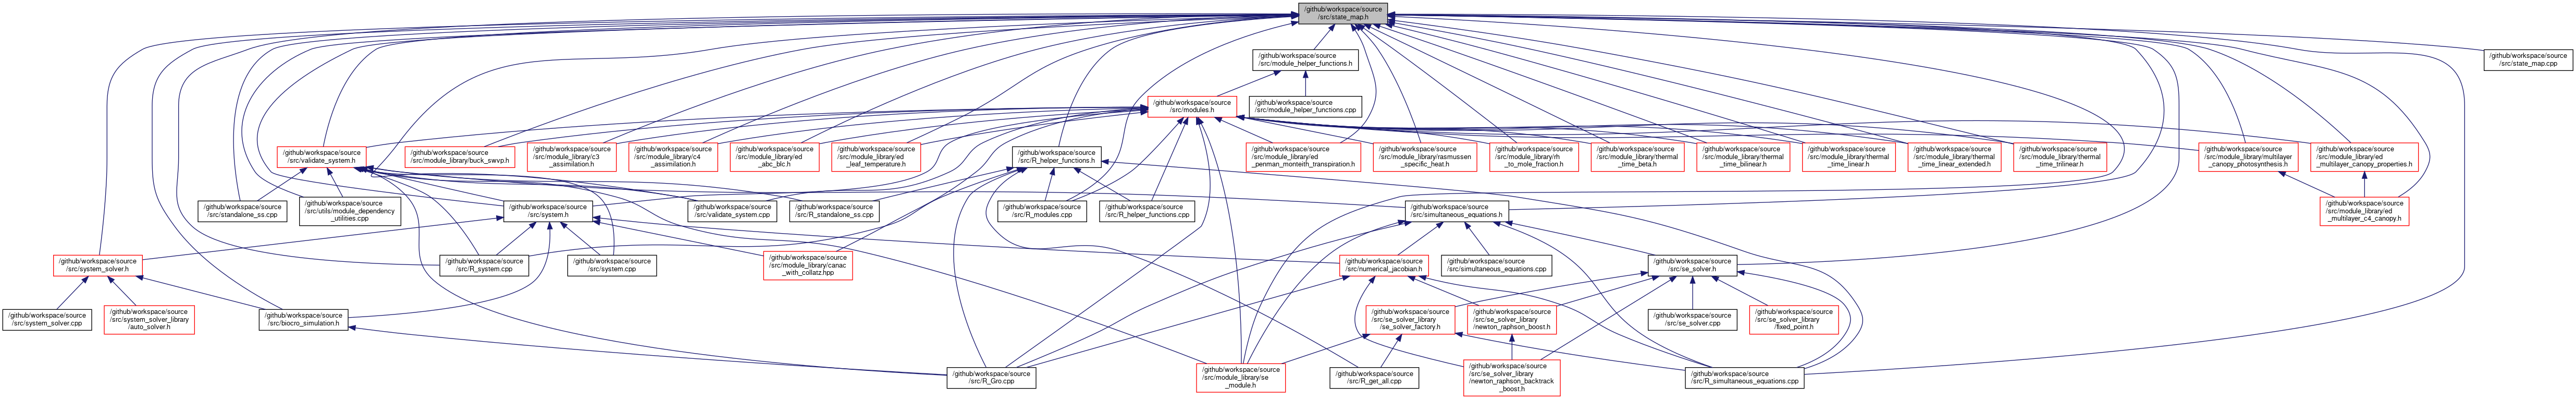 /github/workspace/source
/src/state_map.h
/github/workspace/source
/src/module_helper_functions.h
/github/workspace/source
/src/state_map.cpp
/github/workspace/source
/src/modules.h
/github/workspace/source
/src/module_helper_functions.cpp
/github/workspace/source
/src/validate_system.h
/github/workspace/source
/src/module_library/buck_swvp.h
/github/workspace/source
/src/module_library/c3
_assimilation.h
/github/workspace/source
/src/module_library/c4
_assimilation.h
/github/workspace/source
/src/module_library/ed
_abc_blc.h
/github/workspace/source
/src/module_library/ed
_leaf_temperature.h
/github/workspace/source
/src/R_helper_functions.h
/github/workspace/source
/src/module_library/ed
_penman_monteith_transpiration.h
/github/workspace/source
/src/module_library/rasmussen
_specific_heat.h
/github/workspace/source
/src/module_library/rh
_to_mole_fraction.h
/github/workspace/source
/src/module_library/thermal
_time_beta.h
/github/workspace/source
/src/module_library/thermal
_time_bilinear.h
/github/workspace/source
/src/module_library/thermal
_time_linear.h
/github/workspace/source
/src/module_library/thermal
_time_linear_extended.h
/github/workspace/source
/src/module_library/thermal
_time_trilinear.h
/github/workspace/source
/src/module_library/multilayer
_canopy_photosynthesis.h
/github/workspace/source
/src/module_library/ed
_multilayer_canopy_properties.h
/github/workspace/source
/src/standalone_ss.cpp
/github/workspace/source
/src/utils/module_dependency
_utilities.cpp
/github/workspace/source
/src/system.h
/github/workspace/source
/src/validate_system.cpp
/github/workspace/source
/src/R_standalone_ss.cpp
/github/workspace/source
/src/R_modules.cpp
/github/workspace/source
/src/R_helper_functions.cpp
/github/workspace/source
/src/simultaneous_equations.h
/github/workspace/source
/src/module_library/ed
_multilayer_c4_canopy.h
/github/workspace/source
/src/system_solver.h
/github/workspace/source
/src/R_system.cpp
/github/workspace/source
/src/system.cpp
/github/workspace/source
/src/module_library/canac
_with_collatz.hpp
/github/workspace/source
/src/numerical_jacobian.h
/github/workspace/source
/src/simultaneous_equations.cpp
/github/workspace/source
/src/se_solver.h
/github/workspace/source
/src/system_solver.cpp
/github/workspace/source
/src/system_solver_library
/auto_solver.h
/github/workspace/source
/src/biocro_simulation.h
/github/workspace/source
/src/se_solver_library
/se_solver_factory.h
/github/workspace/source
/src/se_solver_library
/newton_raphson_boost.h
/github/workspace/source
/src/se_solver.cpp
/github/workspace/source
/src/se_solver_library
/fixed_point.h
/github/workspace/source
/src/R_Gro.cpp
/github/workspace/source
/src/module_library/se
_module.h
/github/workspace/source
/src/R_get_all.cpp
/github/workspace/source
/src/se_solver_library
/newton_raphson_backtrack
_boost.h
/github/workspace/source
/src/R_simultaneous_equations.cpp